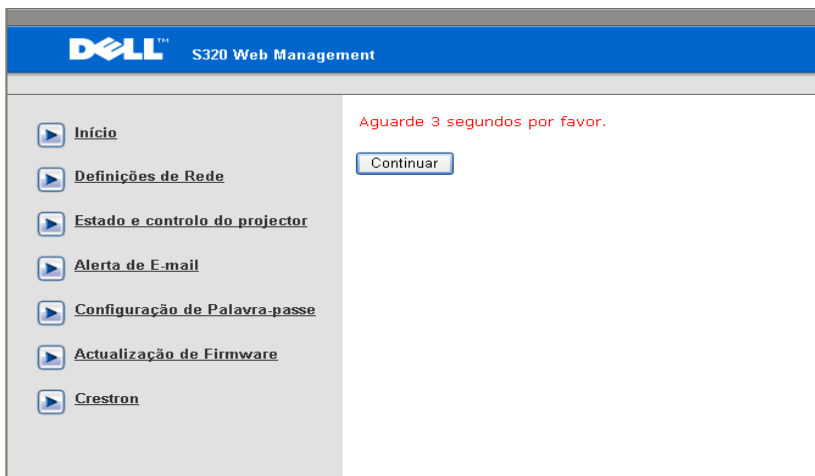 DELL™ S320 Web Management
Início
Definições de Rede
Estado e controlo do projector
Alerta de E-mail
Configuração de Palavra-passe
Actualização de Firmware
Crestron
Aguarde 3 segundos por favor.
Continuar